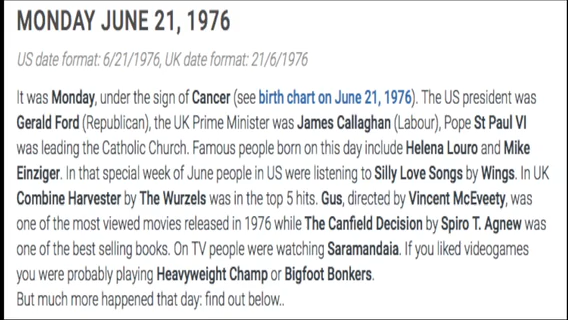 MONDAY JUNE 21, 1976
US date format: 6/21/1976, UK date format: 21/6/1976
It was Monday, under the sign of Cancer (see birth chart on June 21, 1976). The US president was
Gerald Ford (Republican), the UK Prime Minister was James Callaghan (Labour), Pope St Paul VI
was leading the Catholic Church. Famous people born on this day include Helena Louro and Mike
Einziger. In that special week of June people in US were listening to Silly Love Songs by Wings. In UK
Combine Harvester by The Wurzels was in the top 5 hits. Gus, directed by Vincent McEveety, was
one of the most viewed movies released in 1976 while The Canfield Decision by Spiro T. Agnew was
one of the best selling books. On TV people were watching Saramandaia. If you liked videogames
you were probably playing Heavyweight Champ or Bigfoot Bonkers.
But much more happened that day: find out below..